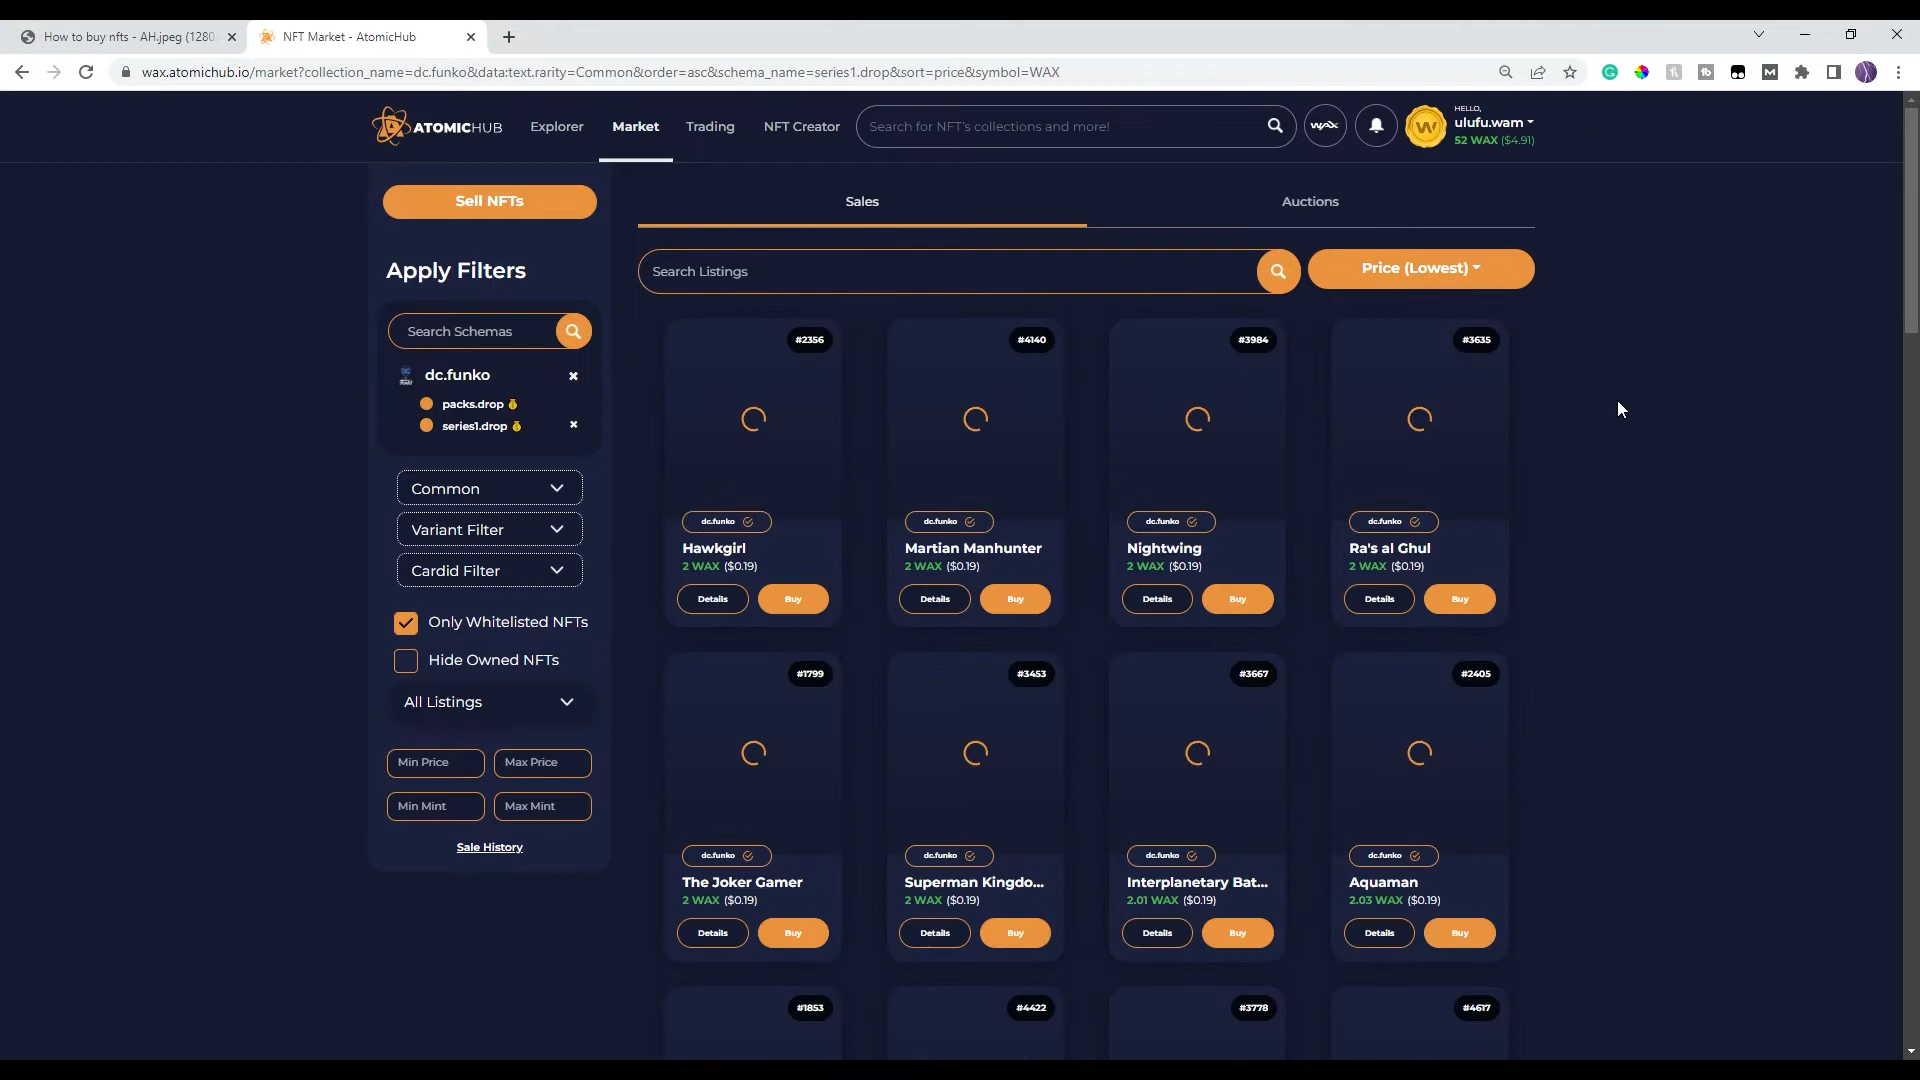 How to buy nfts - AH.jpeg (1280
NFT Market - AtomicHub
wax.atomichub.io/market?collection_name=dc.funko&data:text.rarity=Common&order=asc&schema_name=series1.drop&sort=price&symbol=WAX
ATOMICHUB
Explorer
Market
Trading
NFT Creator
Search for NFT's collections and more!
WAX
HELLO,
ulufu.wam
52 WAX ($4.91)
Sell NFTs
Apply Filters
Search Schemas
dc.funko
packs.drop
series1.drop
Common
Variant Filter
Cardid Filter
Only Whitelisted NFTs
Hide Owned NFTs
All Listings
Min Price Max Price
Min Mint Max Mint
Sale History
Sales Auctions
Search Listings
Price (Lowest)
#2356 #4140 #3984 #3635
dc.funko dc.funko dc.funko dc.funko
Hawkgirl Martian Manhunter Nightwing Ra's al Ghul
2 WAX ($0.19) 2 WAX ($0.19) 2 WAX ($0.19) 2 WAX ($0.19)
Details Buy Details Buy Details Buy Details Buy
#1799 #3453 #3667 #2405
dc.funko dc.funko dc.funko dc.funko
The Joker Gamer Superman Kingdo... Interplanetary Bat... Aquaman
2 WAX ($0.19) 2 WAX ($0.19) 2.01 WAX ($0.19) 2.03 WAX ($0.19)
Details Buy Details Buy Details Buy Details Buy
#1853 #4422 #3778 #4617